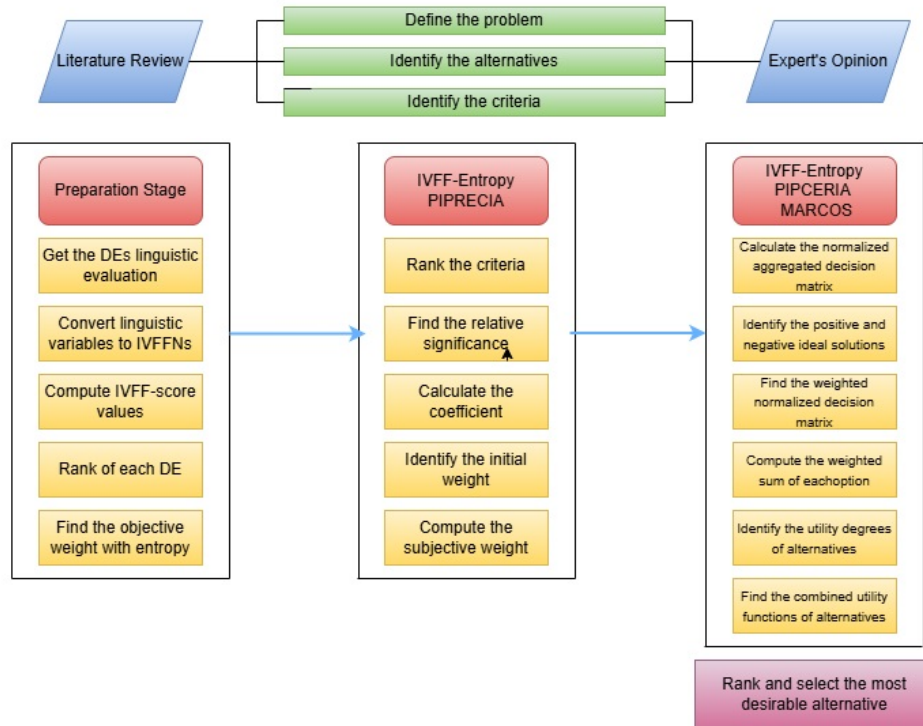 Define the problem
Literature Review
Identify the alternatives
Expert's Opinion
Identify the criteria
Preparation Stage
Get the DEs linguistic
evaluation
Convert linguistic
variables to IVFFNs
Compute IVFF-score
values
Rank of each DE
Find the objective
weight with entropy
IVFF-Entropy
PIPRECIA
Rank the criteria
Find the relative
significance
Calculate the
coefficient
Identify the initial
weight
Compute the
subjective weight
IVFF-Entropy
PIPCERIA
MARCOS
Calculate the normalized
aggregated decision
matrix
Identify the positive and
negative ideal solutions
Find the weighted
normalized decision
matrix
Compute the weighted
sum of eachoption
Identify the utility degrees
of alternatives
Find the combined utility
functions of alternatives
Rank and select the most
desirable alternative